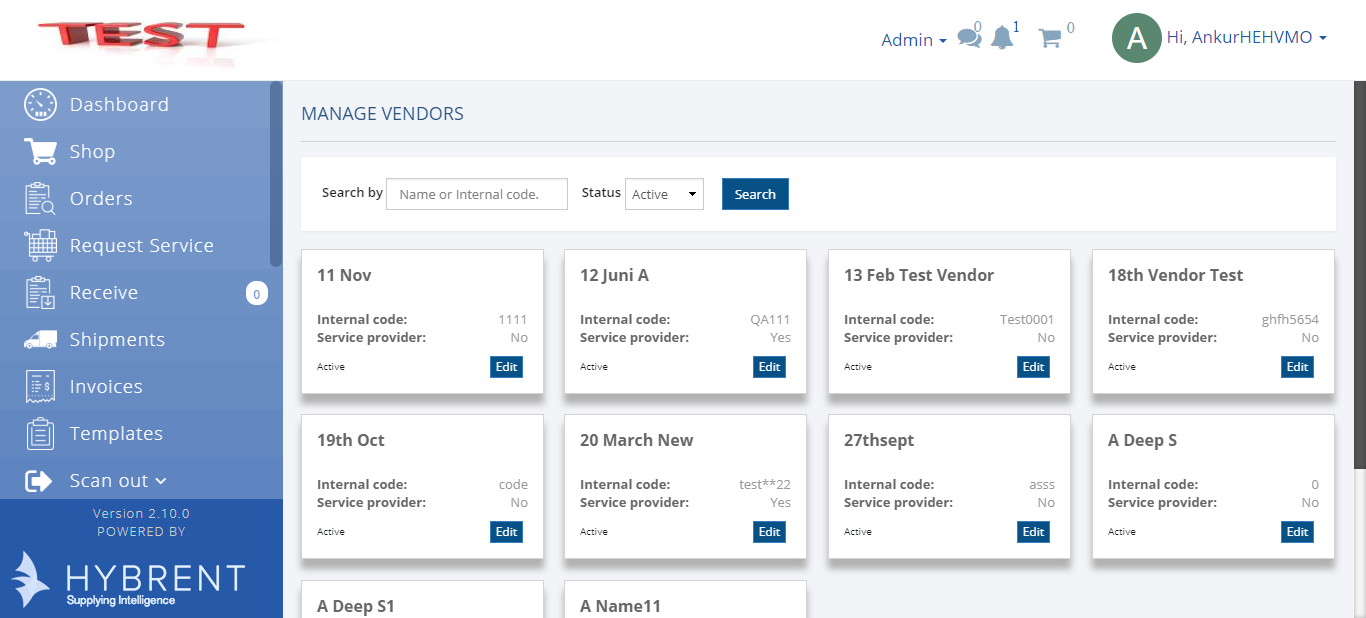 TEST
Admin
0
1
0
A
Hi, AnkurHEHVMO
Dashboard
Shop
Orders
Request Service
Receive
0
Shipments
Invoices
Templates
Scan out
Version 2.10.0
POWERED BY
HYBRENT
Supplying Intelligence
MANAGE VENDORS
Search by
Name or Internal code.
Status
Active
Search
11 Nov
Internal code: 1111
Service provider: No
Active
Edit
12 Juni A
Internal code: QA111
Service provider: Yes
Active
Edit
13 Feb Test Vendor
Internal code: Test0001
Service provider: No
Active
Edit
18th Vendor Test
Internal code: ghfh5654
Service provider: No
Active
Edit
19th Oct
Internal code: code
Service provider: No
Active
Edit
20 March New
Internal code: test**22
Service provider: Yes
Active
Edit
27thsept
Internal code: asss
Service provider: No
Active
Edit
A Deep S
Internal code: 0
Service provider: No
Active
Edit
A Deep S1
A Name11